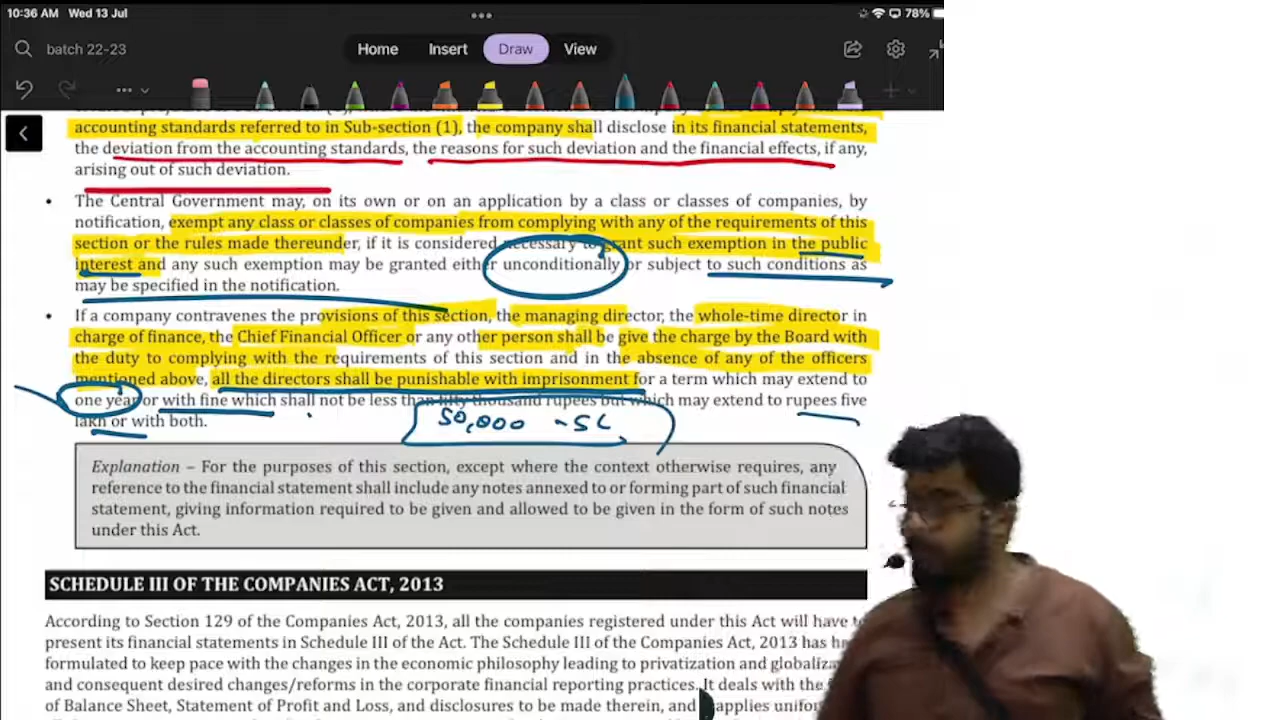 10:36 AM Wed 13 Jul
78%
batch 22-23
Home Insert Draw View
accounting standards referred to in Sub-section (1), the company shall disclose in its financial statements,
the deviation from the accounting standards, the reasons for such deviation and the financial effects, if any,
arising out of such deviation.
• The Central Government may, on its own or on an application by a class or classes of companies, by
notification, exempt any class or classes of companies from complying with any of the requirements of this
section or the rules made thereunder, if it is considered necessary to grant such exemption in the public
interest and any such exemption may be granted either unconditionally or subject to such conditions as
may be specified in the notification.
• If a company contravenes the provisions of this section, the managing director, the whole-time director in
charge of finance, the Chief Financial Officer or any other person shall be give the charge by the Board with
the duty to complying with the requirements of this section and in the absence of any of the officers
mentioned above, all the directors shall be punishable with imprisonment for a term which may extend to
one year or with fine which shall not be less than fifty thousand rupees but which may extend to rupees five
lakh or with both.
50,000 - 5L
Explanation – For the purposes of this section, except where the context otherwise requires, any
reference to the financial statement shall include any notes annexed to or forming part of such financial
statement, giving information required to be given and allowed to be given in the form of such notes
under this Act.
SCHEDULE III OF THE COMPANIES ACT, 2013
According to Section 129 of the Companies Act, 2013, all the companies registered under this Act will have
present its financial statements in Schedule III of the Act. The Schedule III of the Companies Act, 2013 has
formulated to keep pace with the changes in the economic philosophy leading to privatization and
and consequent desired changes/reforms in the corporate financial reporting practices. It deals with the
of Balance Sheet, Statement of Profit and Loss, and disclosures to be made therein, and applies